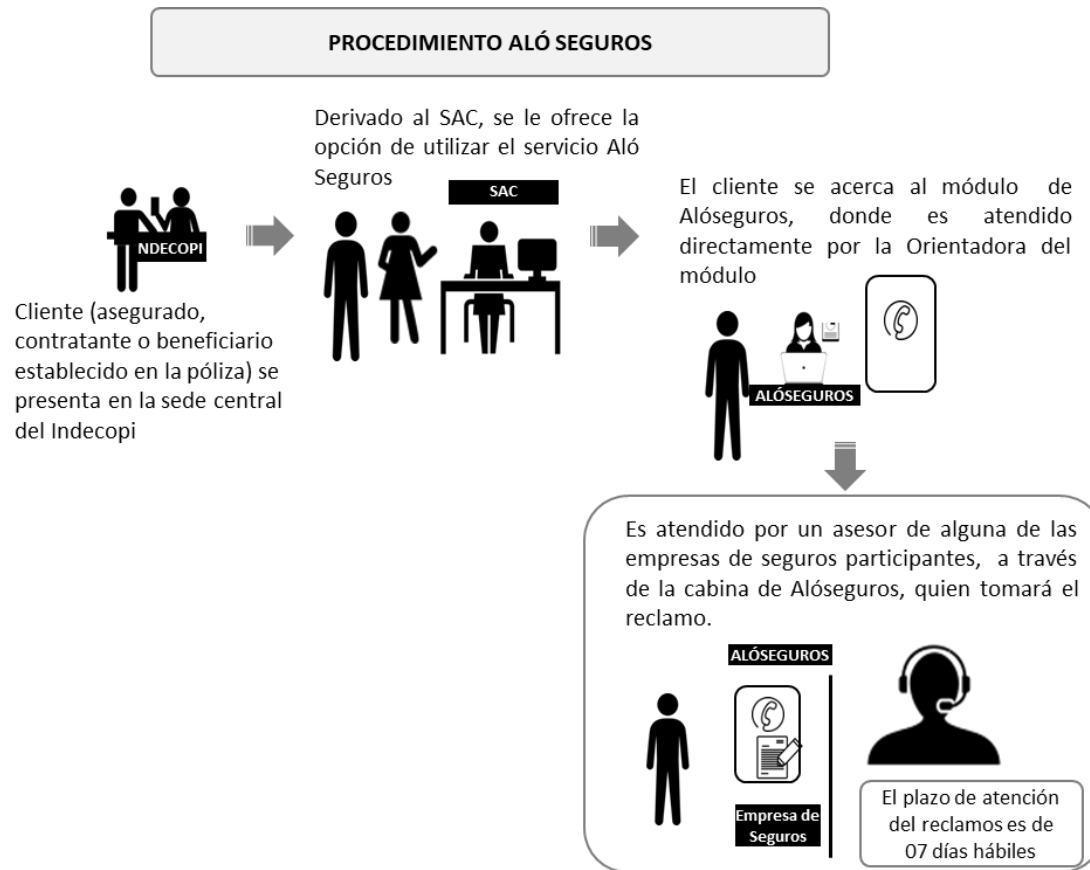 PROCEDIMIENTO ALÓ SEGUROS
Derivado al SAC, se le ofrece la
opción de utilizar el servicio Aló
Seguros
SAC
NDECOPI
Cliente (asegurado,
contratante o beneficiario
establecido en la póliza) se
presenta en la sede central
del Indecopi
El cliente se acerca al módulo de
Alóseguros, donde es atendido
directamente por la Orientadora del
módulo
ALÓSEGUROS
Es atendido por un asesor de alguna de las
empresas de seguros participantes, a través
de la cabina de Alóseguros, quien tomará el
reclamo.
ALÓSEGUROS
Empresa de
Seguros
El plazo de atención
del reclamos es de
07 días hábiles